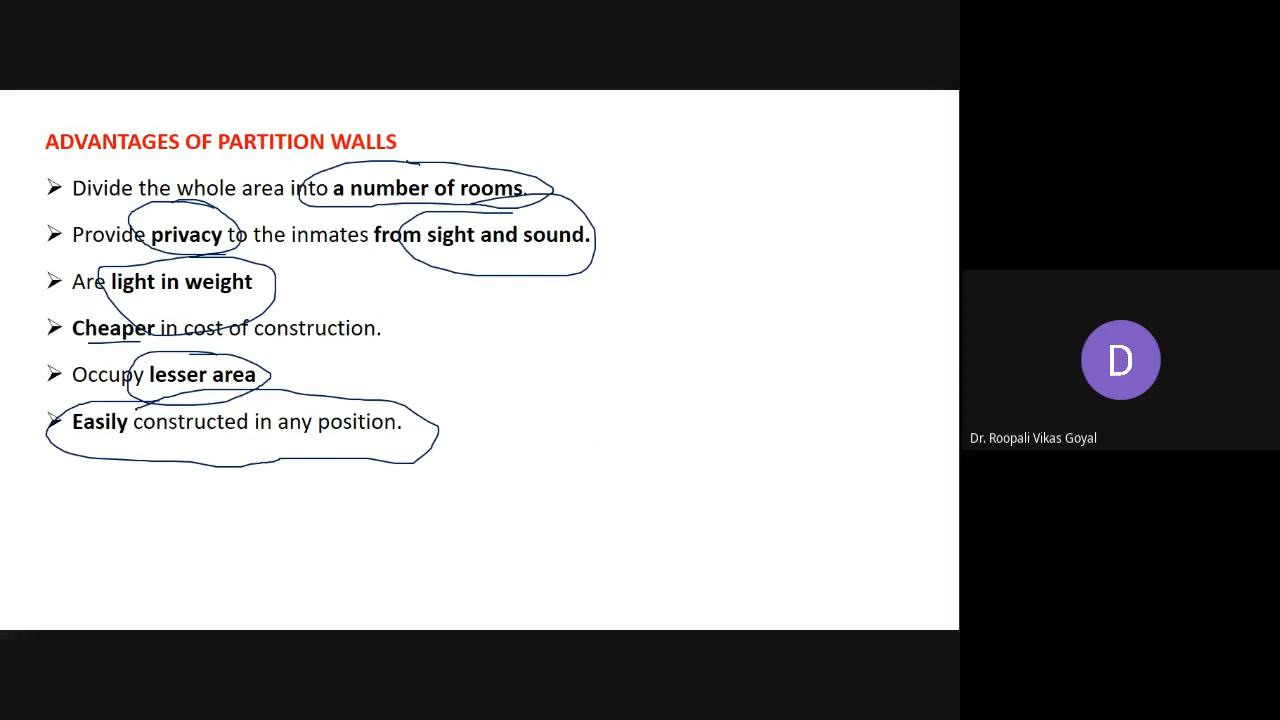 ADVANTAGES OF PARTITION WALLS
➢ Divide the whole area into a number of rooms.
➢ Provide privacy to the inmates from sight and sound.
➢ Are light in weight
➢ Cheaper in cost of construction.
➢ Occupy lesser area
➢ Easily constructed in any position.
D
Dr. Roopali Vikas Goyal